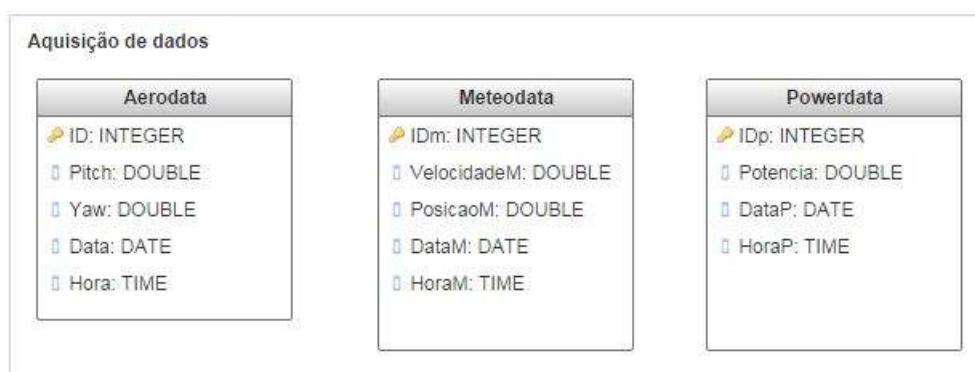 Aquisição de dados
Aerodata
ID: INTEGER
Pitch: DOUBLE
Yaw: DOUBLE
Data: DATE
Hora: TIME
Meteodata
IDm: INTEGER
VelocidadeM: DOUBLE
PosicaoM: DOUBLE
DataM: DATE
HoraM: TIME
Powerdata
IDp: INTEGER
Potencia: DOUBLE
DataP: DATE
HoraP: TIME